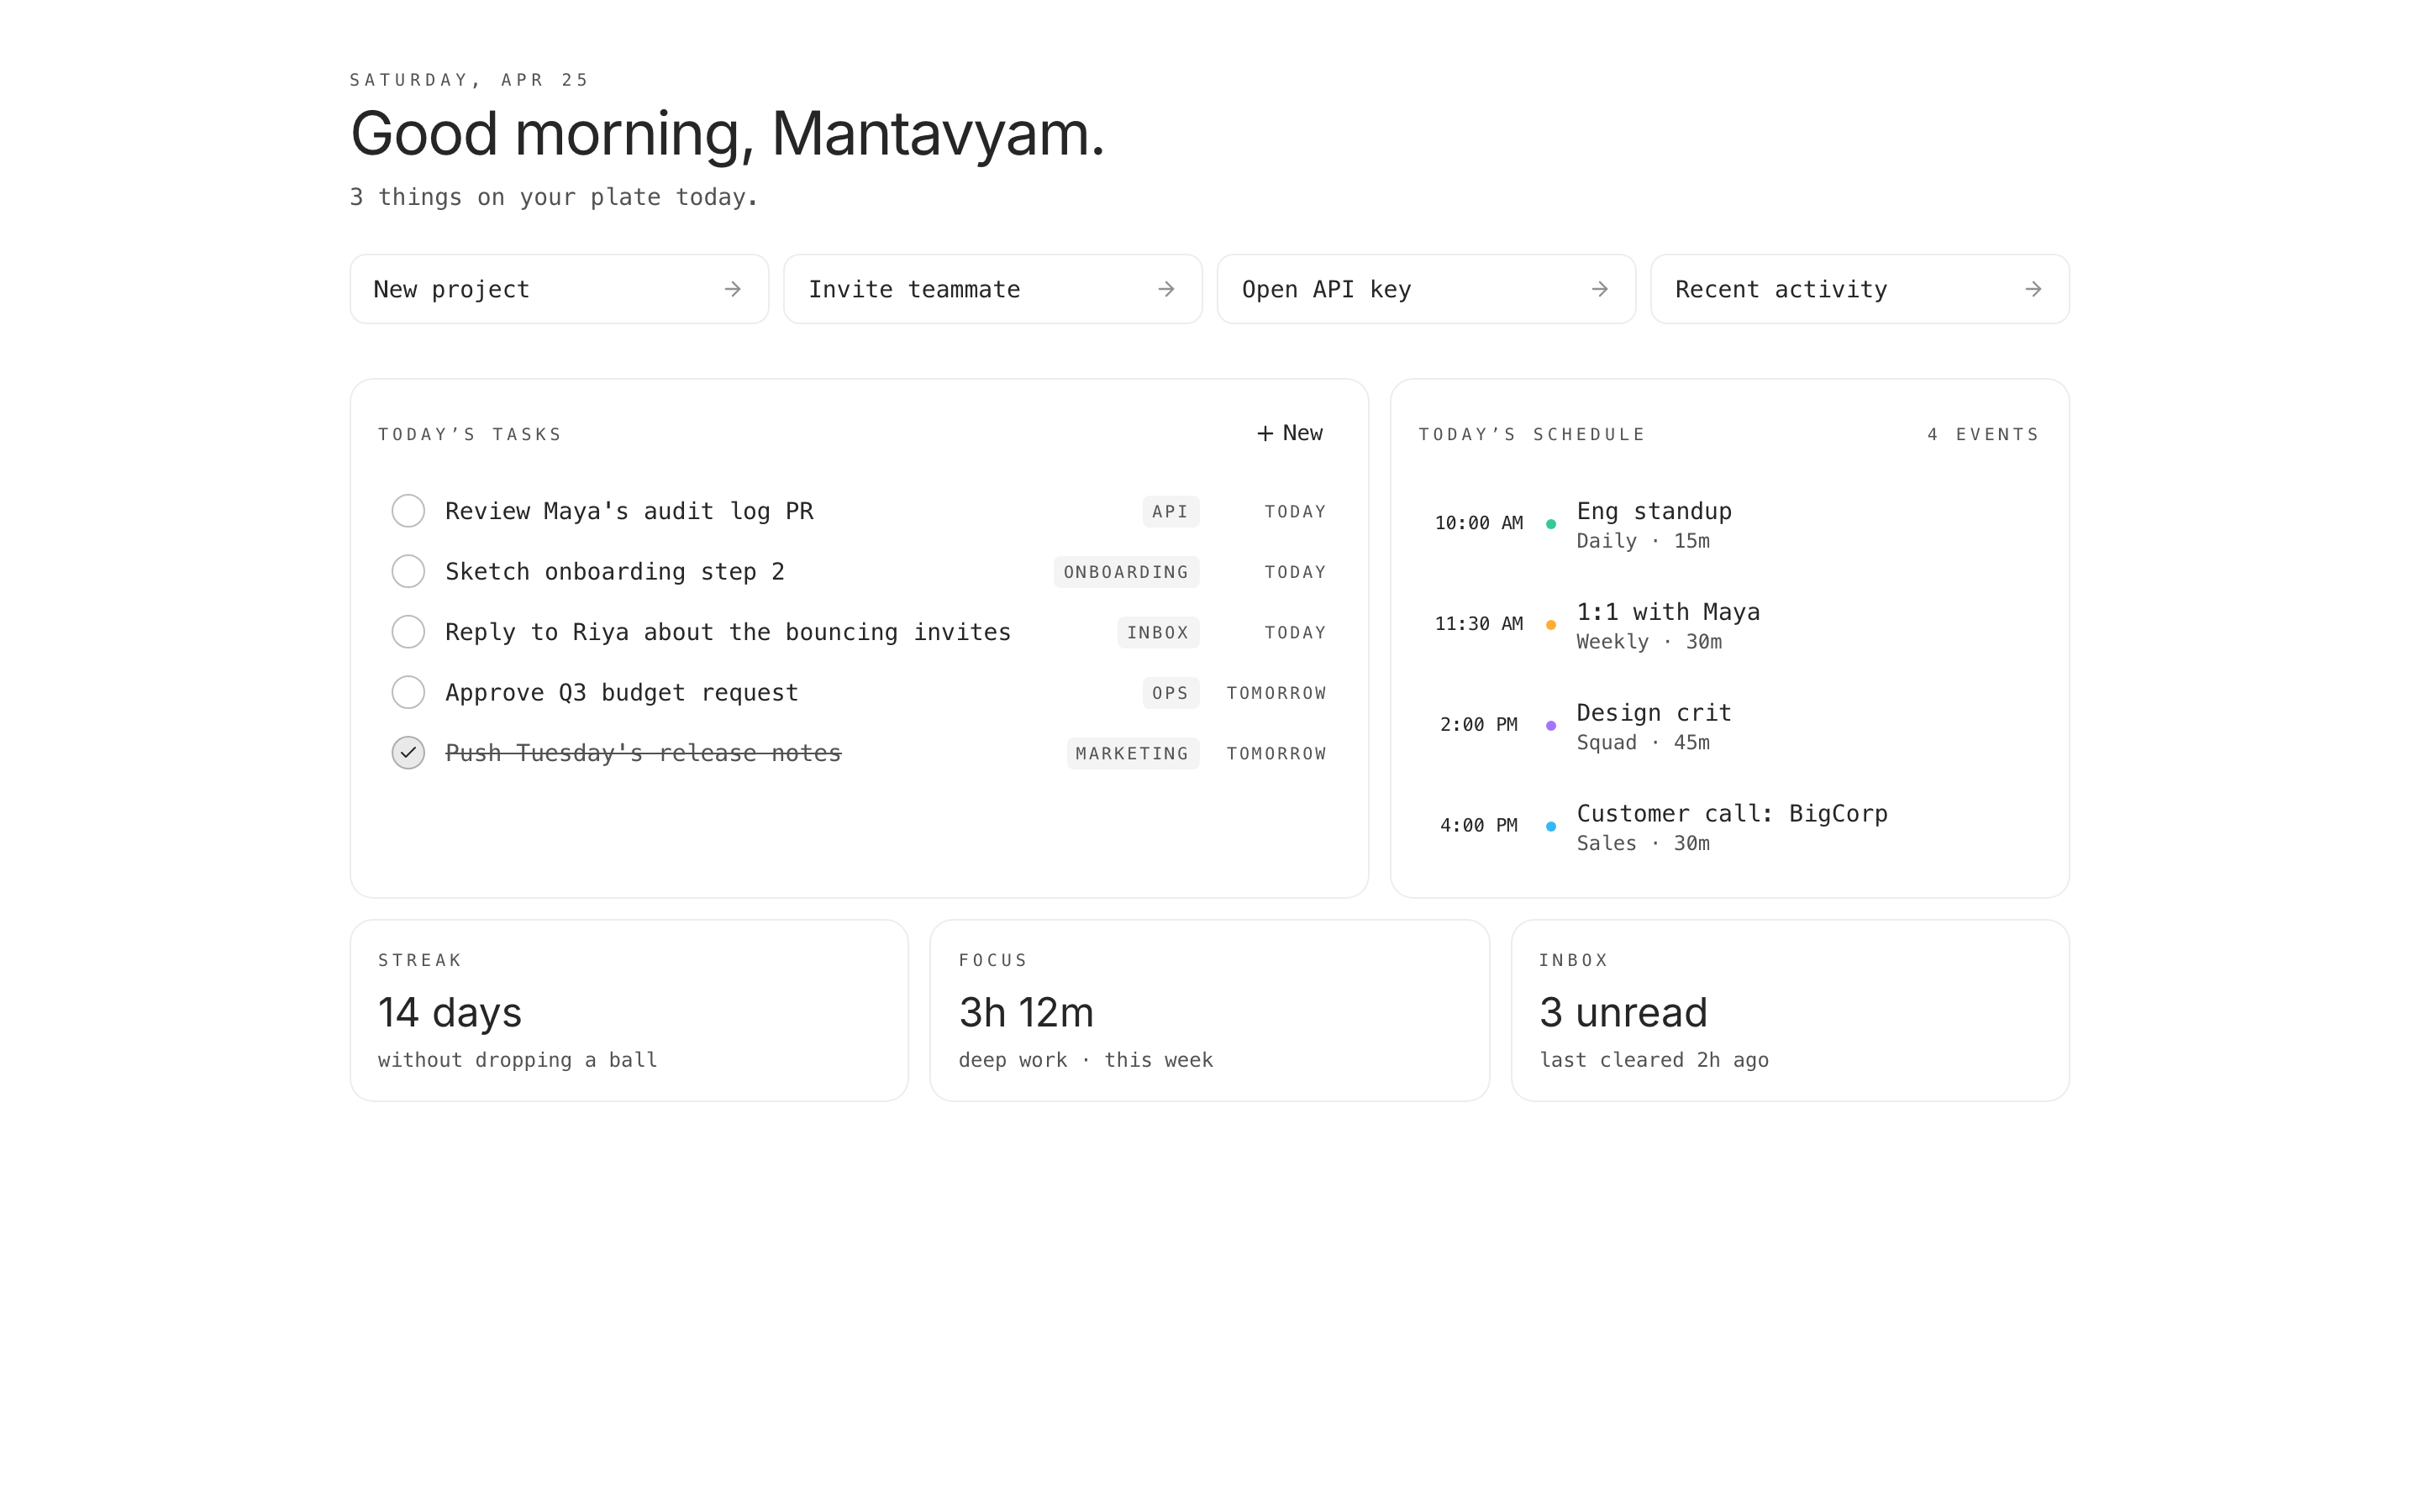 SATURDAY, APR 25
Good morning, Mantavyam.
3 things on your plate today.
New project
Invite teammate
Open API key
Recent activity
TODAY’S TASKS
+ New
Review Maya's audit log PR API TODAY
Sketch onboarding step 2 ONBOARDING TODAY
Reply to Riya about the bouncing invites INBOX TODAY
Approve Q3 budget request OPS TOMORROW
Push Tuesday's release notes MARKETING TOMORROW
TODAY’S SCHEDULE 4 EVENTS
10:00 AM Eng standup
Daily · 15m
11:30 AM 1:1 with Maya
Weekly · 30m
2:00 PM Design crit
Squad · 45m
4:00 PM Customer call: BigCorp
Sales · 30m
STREAK
14 days
without dropping a ball
FOCUS
3h 12m
deep work · this week
INBOX
3 unread
last cleared 2h ago